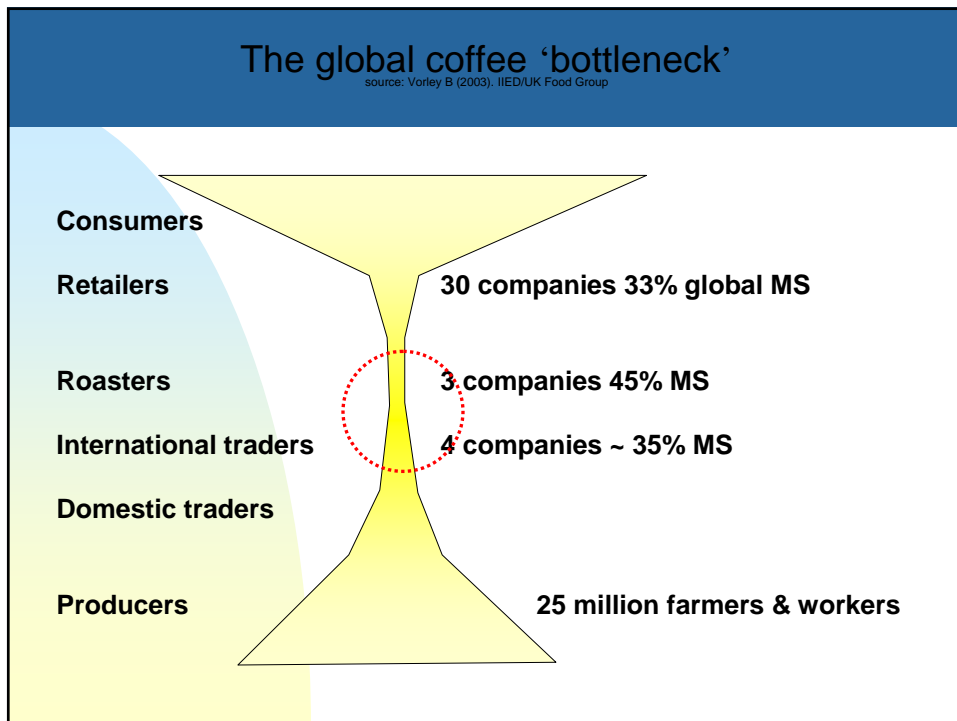 The global coffee ‘bottleneck’
source: Vorley B (2003). IIED/UK Food Group
Consumers
Retailers 30 companies 33% global MS
Roasters 3 companies 45% MS
International traders 4 companies ~ 35% MS
Domestic traders
Producers 25 million farmers & workers